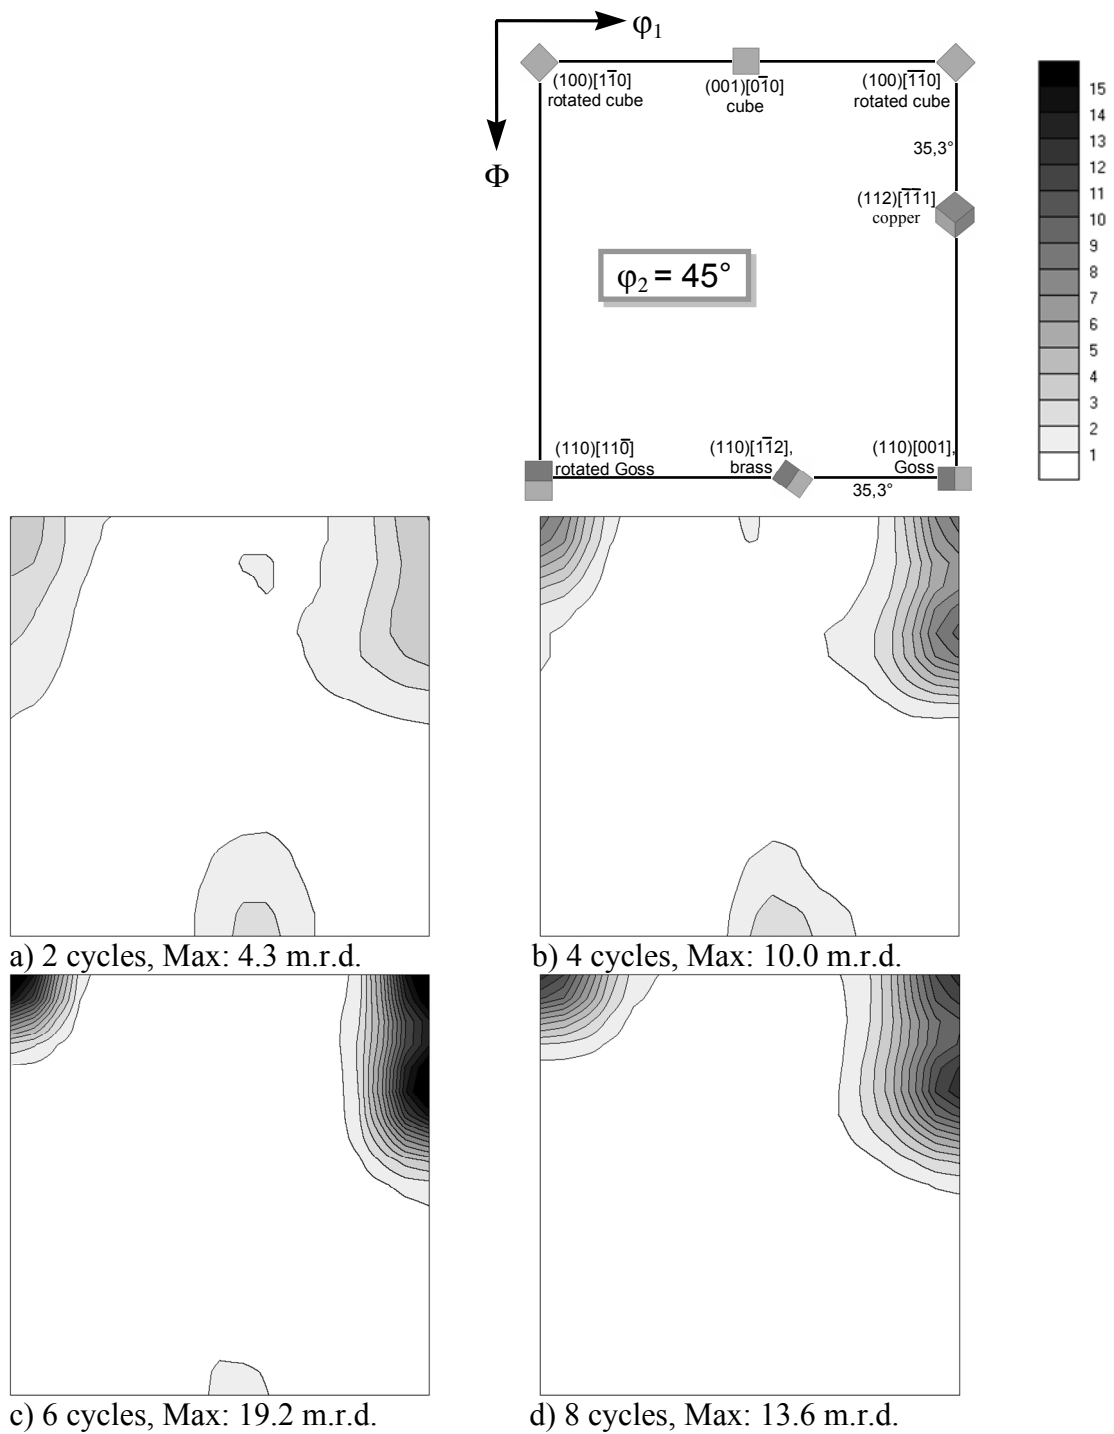 φ₁
Φ
(100)[11̅0]
rotated cube
(001)[01̅0]
cube
(100)[1̅1̅0]
rotated cube
35,3°
(112)[1̅1̅1]
copper
φ₂ = 45°
(110)[110̅]
rotated Goss
(110)[11̅2],
brass
(110)[001],
Goss
35,3°
15
14
13
12
11
10
9
8
7
6
5
4
3
2
1
a) 2 cycles, Max: 4.3 m.r.d.
b) 4 cycles, Max: 10.0 m.r.d.
c) 6 cycles, Max: 19.2 m.r.d.
d) 8 cycles, Max: 13.6 m.r.d.